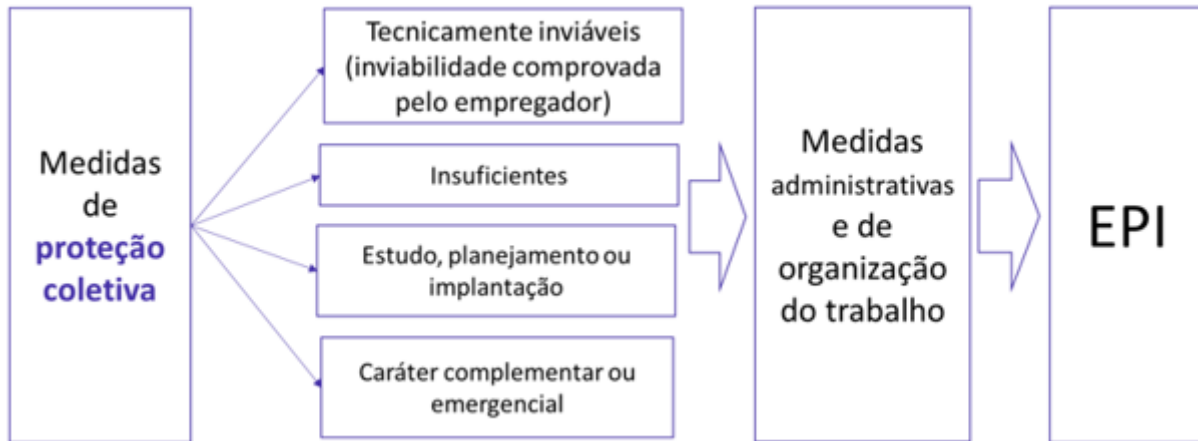 Medidas
de
proteção
coletiva
Tecnicamente inviáveis
(inviabilidade comprovada
pelo empregador)
Insuficientes
Estudo, planejamento ou
implantação
Caráter complementar ou
emergencial
Medidas
administrativas
e de
organização
do trabalho
EPI